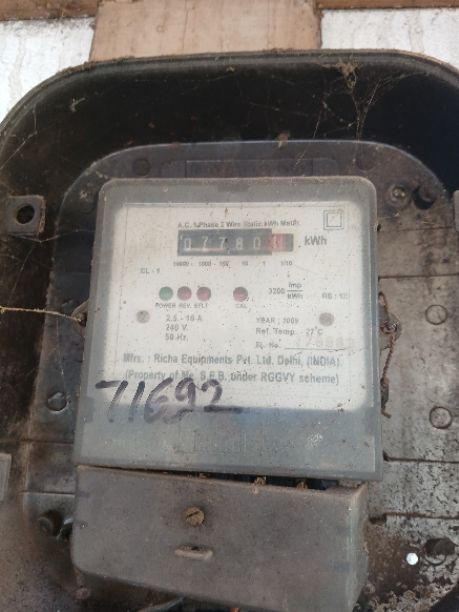 A.C. 1 Phase 2 Wire Static kWh Meter
07780
kWh
10000 1000 100 10 1 1/10
CL : 1
3200 Imp/kWh
POWER REV. E/FLT CAL
2.5 - 10 A
240 V.
50 Hz.
YEAR : 2009
Ref. Temp. - 27°C
Sl. No.
Mfrs. : Richa Equipments Pvt. Ltd. Delhi, (INDIA)
(Property of S.E.B. under RGGVY scheme)
71692